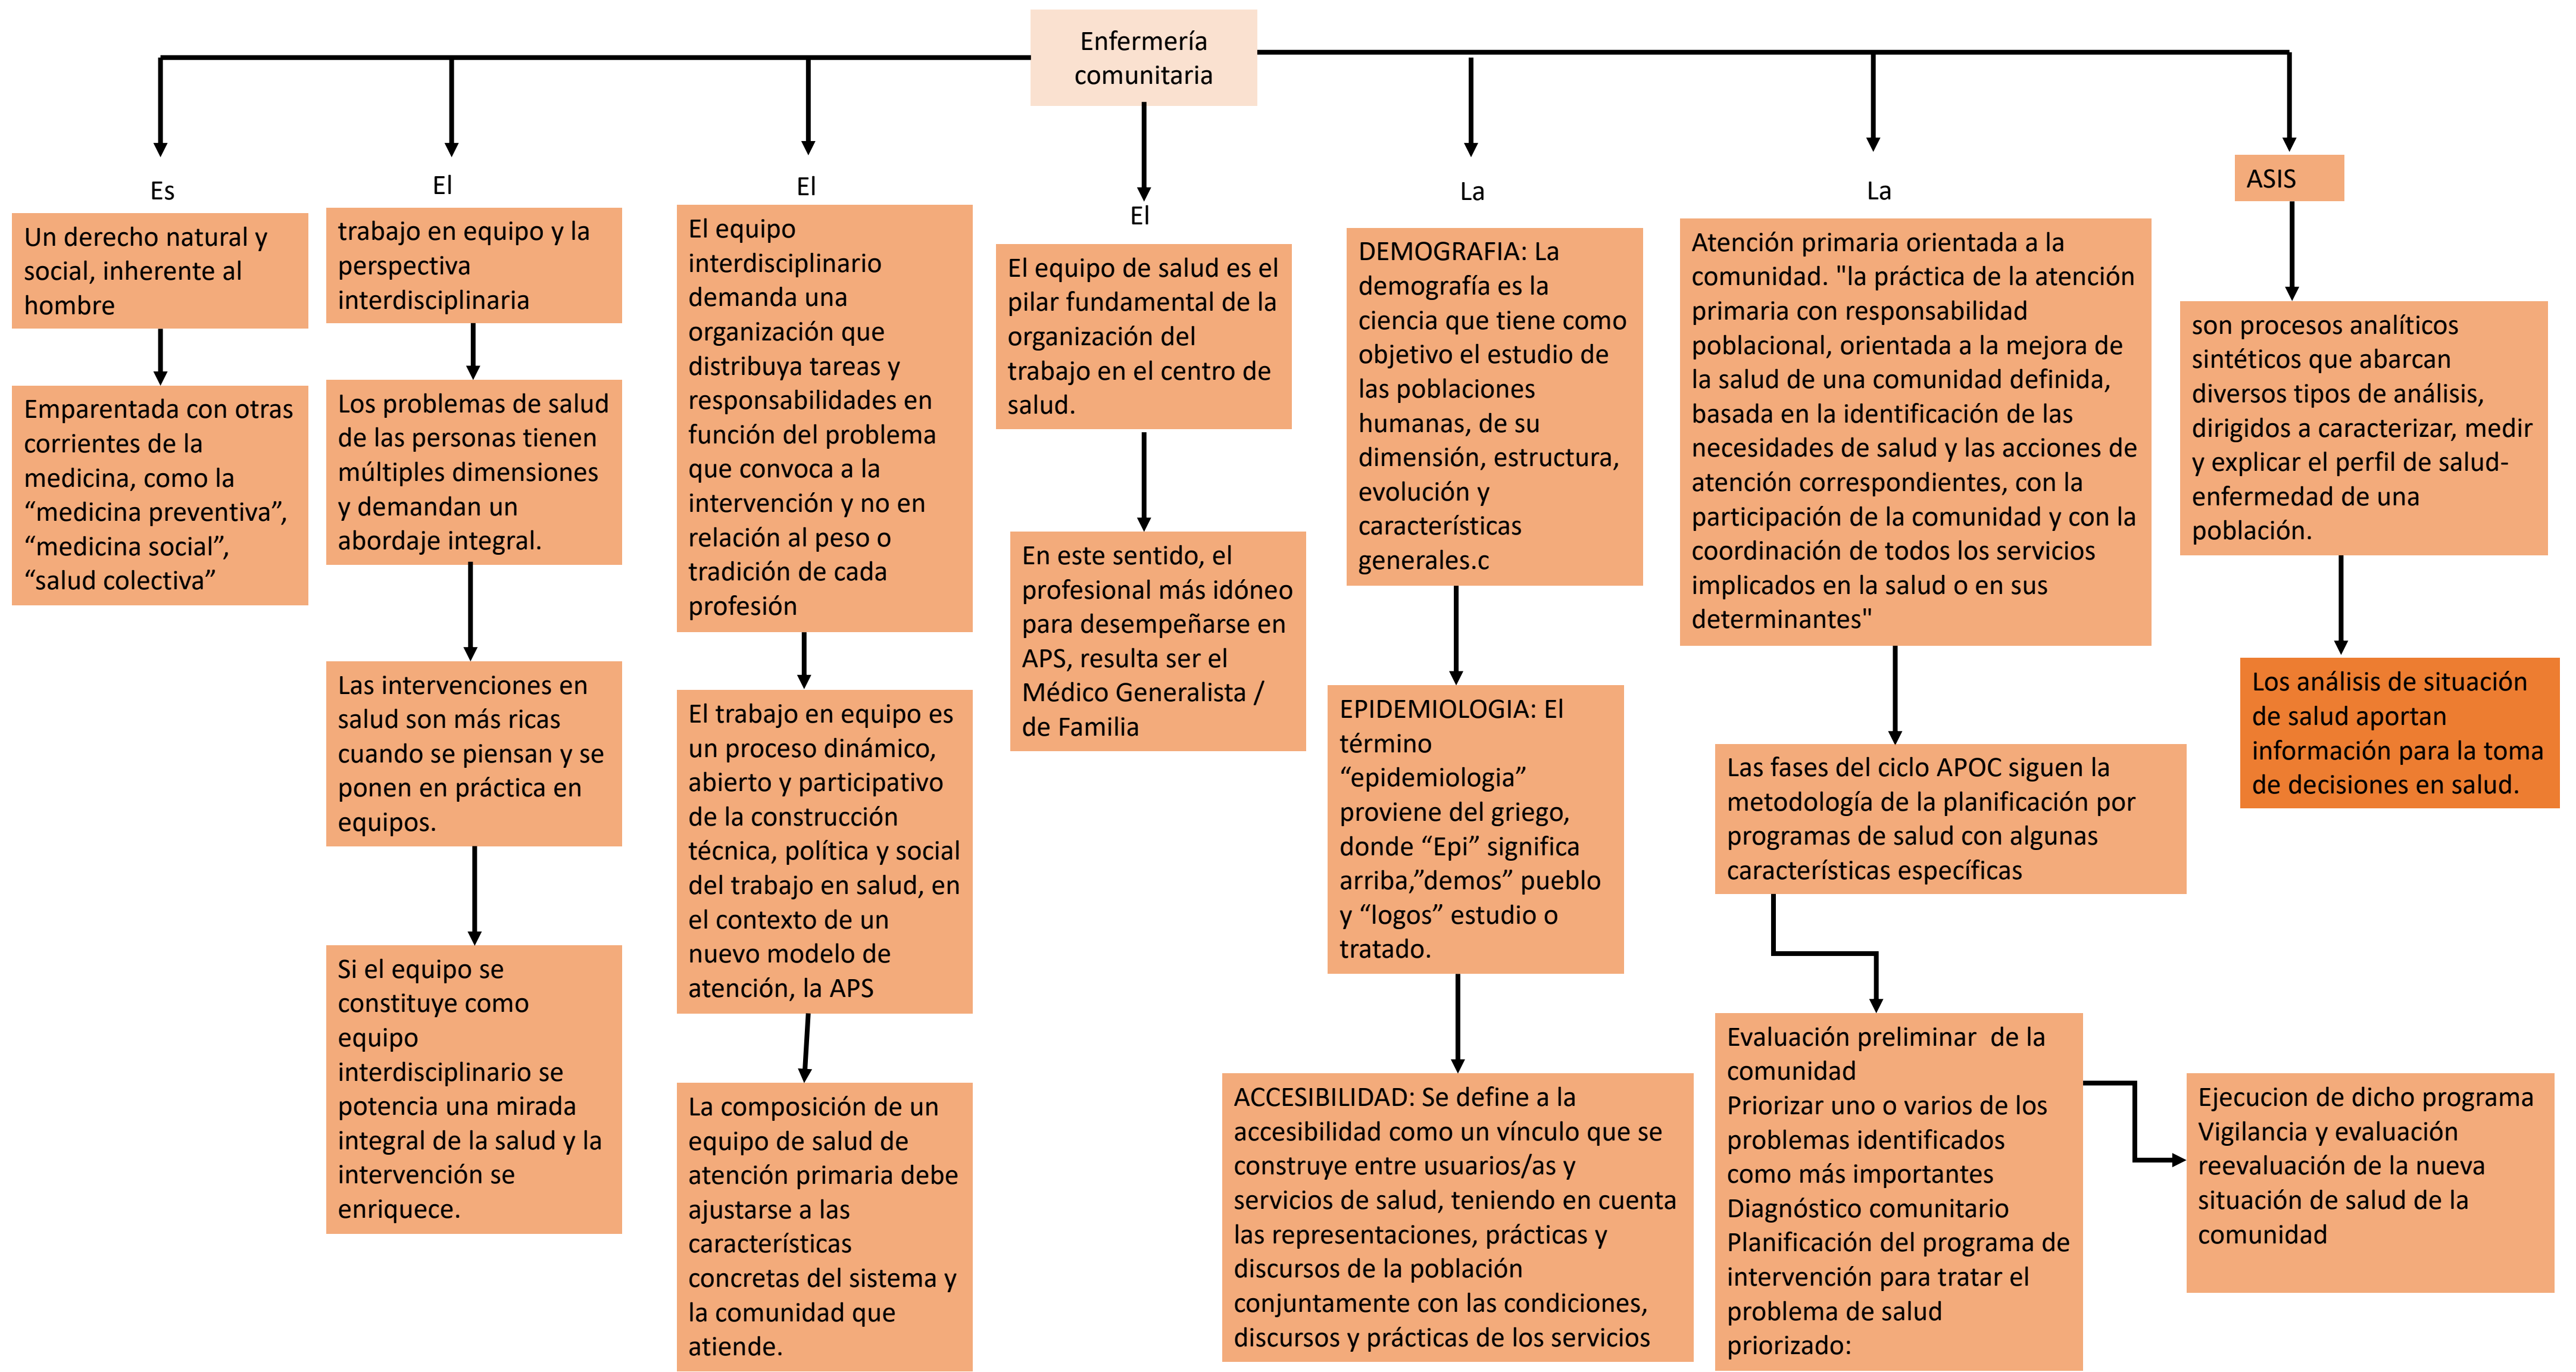 Enfermería
comunitaria
Es
Un derecho natural y
social, inherente al
hombre
Emparentada con otras
corrientes de la
medicina, como la
“medicina preventiva”,
“medicina social”,
“salud colectiva”
El
trabajo en equipo y la
perspectiva
interdisciplinaria
Los problemas de salud
de las personas tienen
múltiples dimensiones
y demandan un
abordaje integral.
Las intervenciones en
salud son más ricas
cuando se piensan y se
ponen en práctica en
equipos.
Si el equipo se
constituye como
equipo
interdisciplinario se
potencia una mirada
integral de la salud y la
intervención se
enriquece.
El
El equipo
interdisciplinario
demanda una
organización que
distribuya tareas y
responsabilidades en
función del problema
que convoca a la
intervención y no en
relación al peso o
tradición de cada
profesión
El trabajo en equipo es
un proceso dinámico,
abierto y participativo
de la construcción
técnica, política y social
del trabajo en salud, en
el contexto de un
nuevo modelo de
atención, la APS
La composición de un
equipo de salud de
atención primaria debe
ajustarse a las
características
concretas del sistema y
la comunidad que
atiende.
El
El equipo de salud es el
pilar fundamental de la
organización del
trabajo en el centro de
salud.
En este sentido, el
profesional más idóneo
para desempeñarse en
APS, resulta ser el
Médico Generalista /
de Familia
La
DEMOGRAFIA: La
demografía es la
ciencia que tiene como
objetivo el estudio de
las poblaciones
humanas, de su
dimensión, estructura,
evolución y
características
generales.c
EPIDEMIOLOGIA: El
término
“epidemiologia”
proviene del griego,
donde “Epi” significa
arriba,”demos” pueblo
y “logos” estudio o
tratado.
ACCESIBILIDAD: Se define a la
accesibilidad como un vínculo que se
construye entre usuarios/as y
servicios de salud, teniendo en cuenta
las representaciones, prácticas y
discursos de la población
conjuntamente con las condiciones,
discursos y prácticas de los servicios
La
Atención primaria orientada a la
comunidad. "la práctica de la atención
primaria con responsabilidad
poblacional, orientada a la mejora de
la salud de una comunidad definida,
basada en la identificación de las
necesidades de salud y las acciones de
atención correspondientes, con la
participación de la comunidad y con la
coordinación de todos los servicios
implicados en la salud o en sus
determinantes"
Las fases del ciclo APOC siguen la
metodología de la planificación por
programas de salud con algunas
características específicas
Evaluación preliminar  de la
comunidad
Priorizar uno o varios de los
problemas identificados
como más importantes
Diagnóstico comunitario
Planificación del programa de
intervención para tratar el
problema de salud
priorizado:
Ejecucion de dicho programa
Vigilancia y evaluación
reevaluación de la nueva
situación de salud de la
comunidad
ASIS
son procesos analíticos
sintéticos que abarcan
diversos tipos de análisis,
dirigidos a caracterizar, medir
y explicar el perfil de salud-
enfermedad de una
población.
Los análisis de situación
de salud aportan
información para la toma
de decisiones en salud.